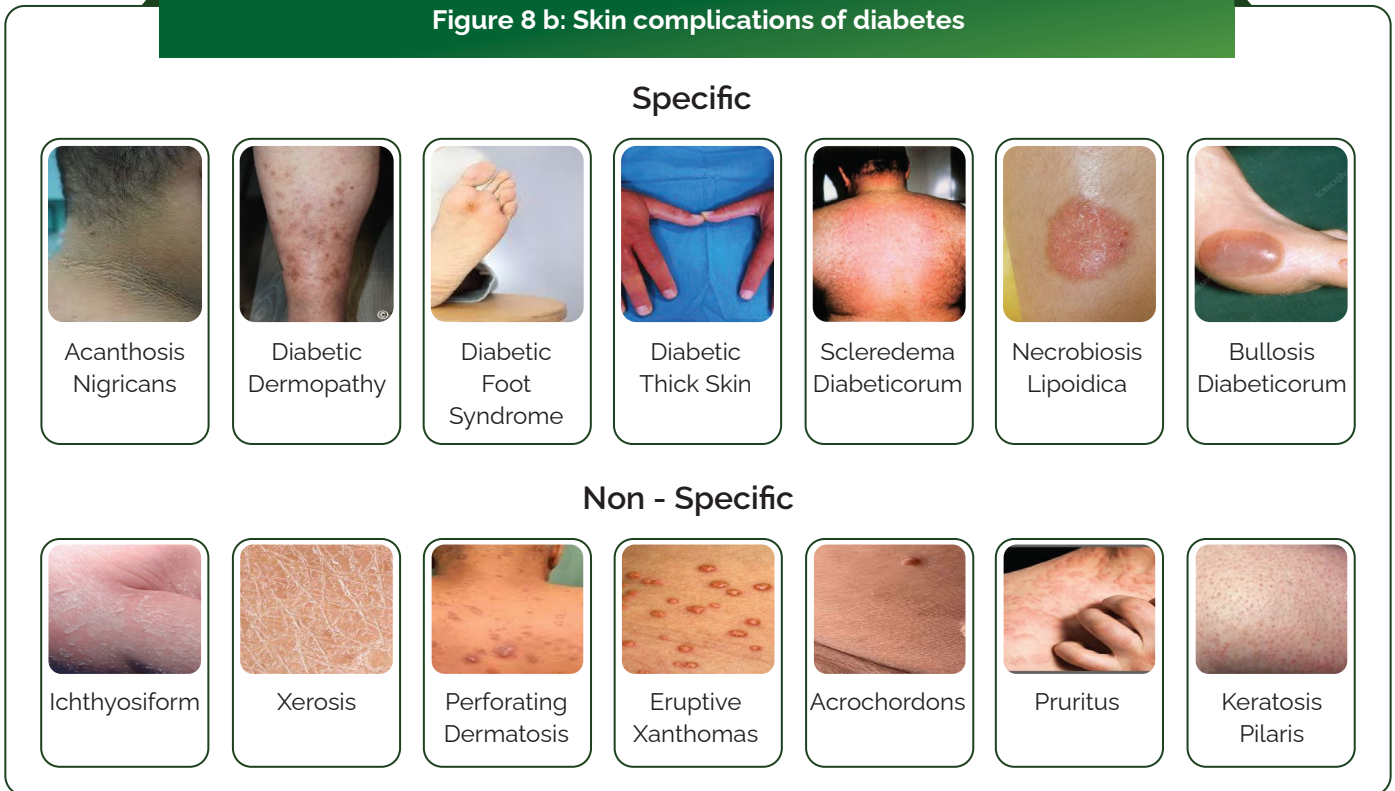 Figure 8 b: Skin complications of diabetes
Specific
Acanthosis
Nigricans
Diabetic
Dermopathy
Diabetic
Foot
Syndrome
Diabetic
Thick Skin
Scleredema
Diabeticorum
Necrobiosis
Lipoidica
Bullosis
Diabeticorum
©
Non - Specific
Ichthyosiform
Xerosis
Perforating
Dermatosis
Eruptive
Xanthomas
Acrochordons
Pruritus
Keratosis
Pilaris